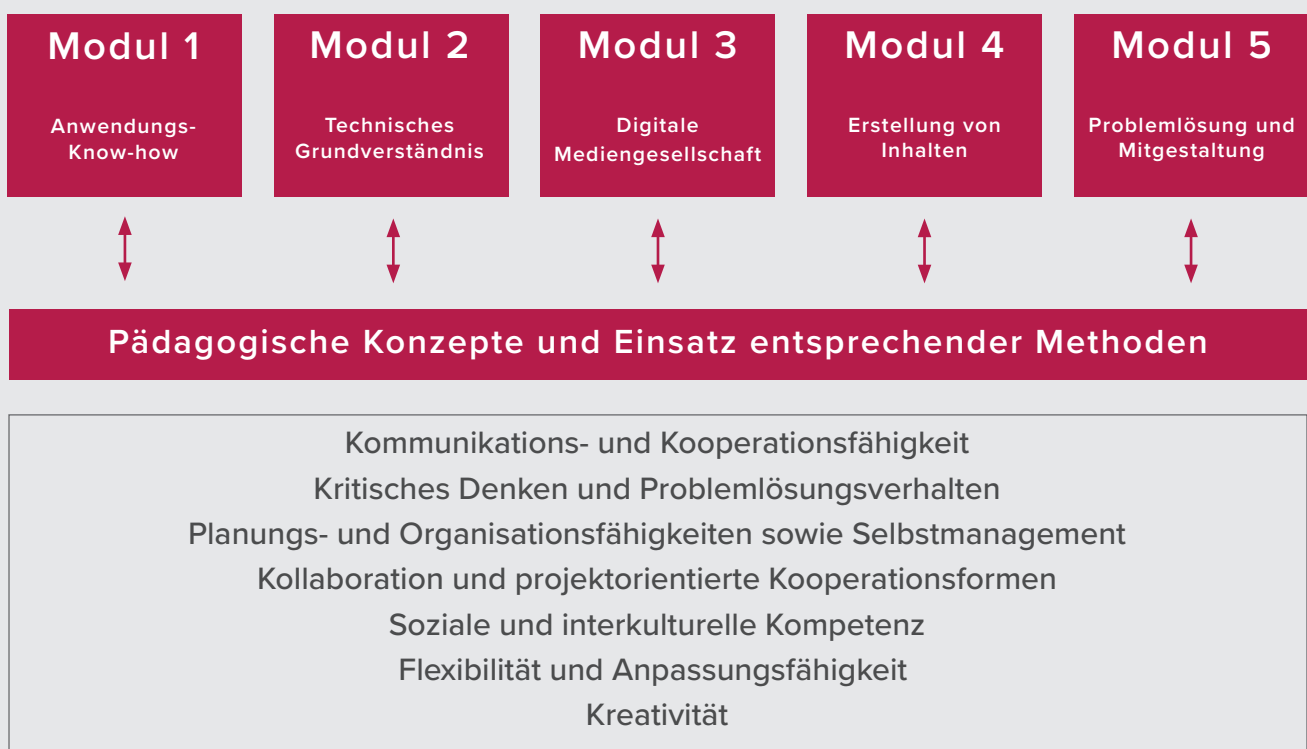 Modul 1
Anwendungs-
Know-how
Modul 2
Technisches
Grundverständnis
Modul 3
Digitale
Mediengesellschaft
Modul 4
Erstellung von
Inhalten
Modul 5
Problemlösung und
Mitgestaltung
Pädagogische Konzepte und Einsatz entsprechender Methoden
Kommunikations- und Kooperationsfähigkeit
Kritisches Denken und Problemlösungsverhalten
Planungs- und Organisationsfähigkeiten sowie Selbstmanagement
Kollaboration und projektorientierte Kooperationsformen
Soziale und interkulturelle Kompetenz
Flexibilität und Anpassungsfähigkeit
Kreativität